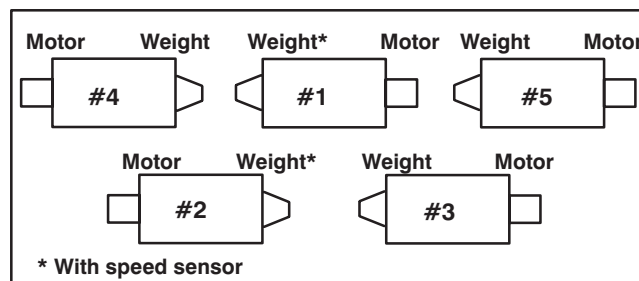 Motor Weight Weight* Motor Weight Motor
#4 #1 #5
Motor Weight* Weight Motor
#2 #3
* With speed sensor